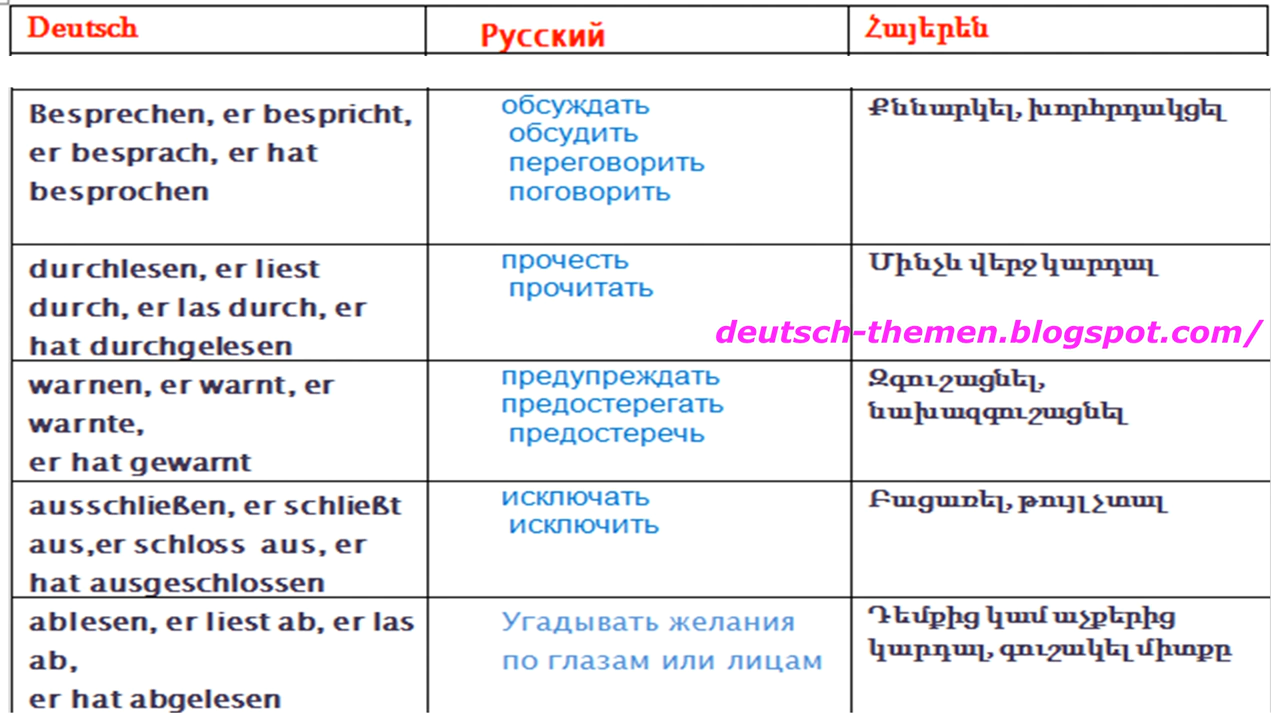 Deutsch
Русский
Հայերեն
Besprechen, er bespricht,
er besprach, er hat
besprochen
обсуждать
обсудить
переговорить
поговорить
Քննարկել, խորհրդակցել
durchlesen, er liest
durch, er las durch, er
hat durchgelesen
прочесть
прочитать
Մինչև վերջ կարդալ
deutsch-themen.blogspot.com/
warnen, er warnt, er
warnte,
er hat gewarnt
предупреждать
предостерегать
предостеречь
Զգուշացնել,
նախազգուշացնել
ausschließen, er schließt
aus,er schloss aus, er
hat ausgeschlossen
исключать
исключить
Բացառել, թույլ չտալ
ablesen, er liest ab, er las
ab,
er hat abgelesen
Угадывать желания
по глазам или лицам
Դեմքից կամ աչքերից
կարդալ, գուշակել միտքը